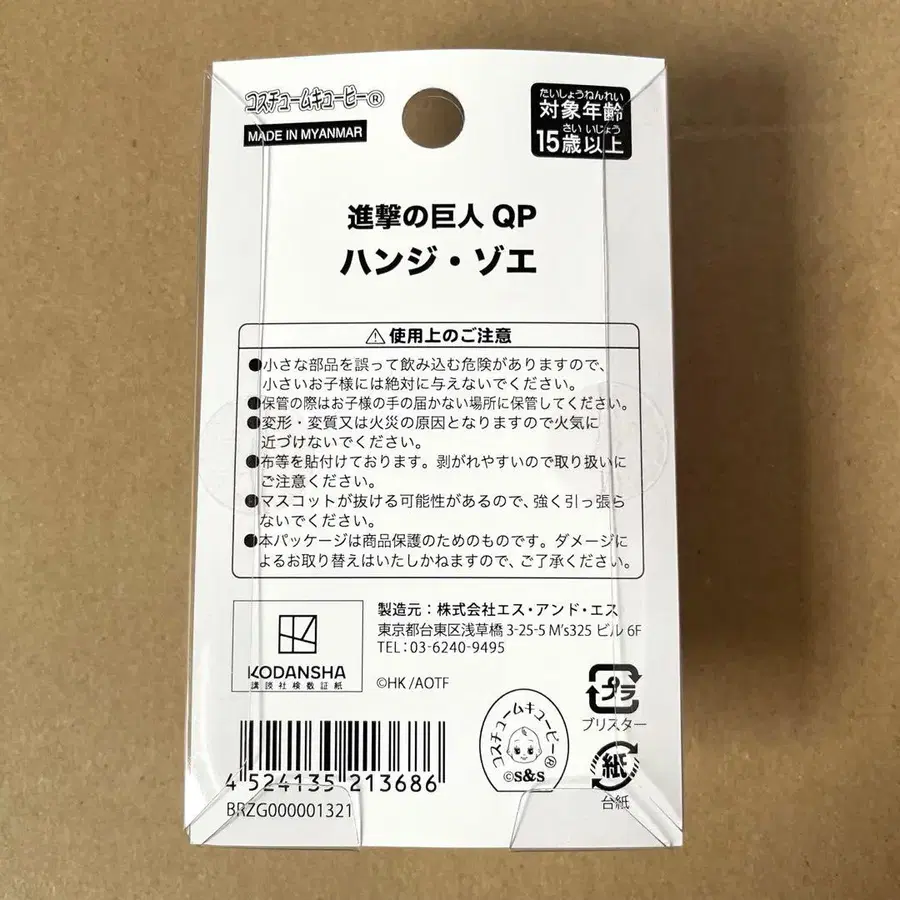 コスチュームキューピー®
MADE IN MYANMAR
たいしょうねんれい
対象年齢
さい いじょう
15歳以上
進撃の巨人 QP
ハンジ・ゾエ
⚠使用上のご注意
●小さな部品を誤って飲み込む危険がありますので、
小さいお子様には絶対に与えないでください。
●保管の際はお子様の手の届かない場所に保管してください。
●変形・変質又は火災の原因となりますので火気に
近づけないでください。
●布等を貼付けております。剥がれやすいので取り扱いに
ご注意ください。
●マスコットが抜ける可能性があるので、強く引っ張ら
ないでください。
●本パッケージは商品保護のためのものです。ダメージに
よるお取り替えはいたしかねますので、ご了承ください。
KODANSHA
講談社検数証紙
製造元：株式会社エス・アンド・エス
東京都台東区浅草橋 3-25-5 M's325 ビル 6F
TEL：03-6240-9495
©HK /AOTF
4 524135 213686
BRZG000001321
コスチュームキューピー®
©S&S
プラ
ブリスター
紙
台紙